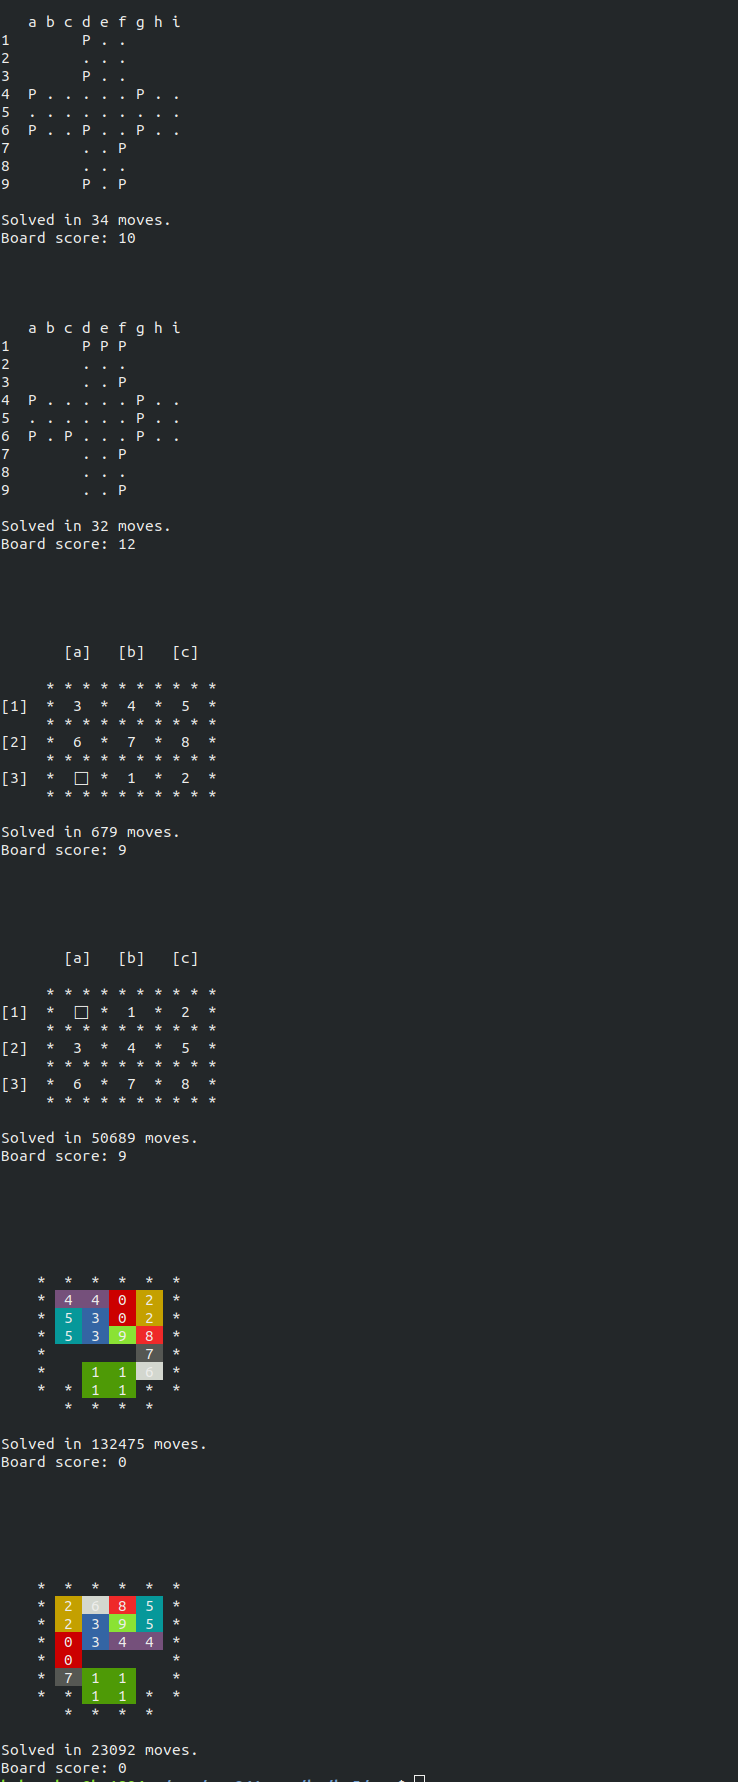 a b c d e f g h i
1 P . .
2 . . .
3 P . .
4 P . . . . . P . .
5 . . . . . . . . .
6 P . . P . . P . .
7 . . P
8 . . .
9 P . P
Solved in 34 moves.
Board score: 10
a b c d e f g h i
1 P P P
2 . . .
3 . . P
4 P . . . . . P . .
5 . . . . . . P . .
6 P . P . . . P . .
7 . . P
8 . . .
9 . . P
Solved in 32 moves.
Board score: 12
[a] [b] [c]
* * * * * * * * * *
[1] * 3 * 4 * 5 *
* * * * * * * * * *
[2] * 6 * 7 * 8 *
* * * * * * * * * *
[3] * □ * 1 * 2 *
* * * * * * * * * *
Solved in 679 moves.
Board score: 9
[a] [b] [c]
* * * * * * * * * *
[1] * □ * 1 * 2 *
* * * * * * * * * *
[2] * 3 * 4 * 5 *
* * * * * * * * * *
[3] * 6 * 7 * 8 *
* * * * * * * * * *
Solved in 50689 moves.
Board score: 9
* * * * * *
* 4 4 0 2 *
* 5 3 0 2 *
* 5 3 9 8 *
* 7 *
* 1 1 6 *
* * 1 1 * *
* * * *
Solved in 132475 moves.
Board score: 0
* * * * * *
* 2 6 8 5 *
* 2 3 9 5 *
* 0 3 4 4 *
* 0 *
* 7 1 1 *
* * 1 1 * *
* * * *
Solved in 23092 moves.
Board score: 0